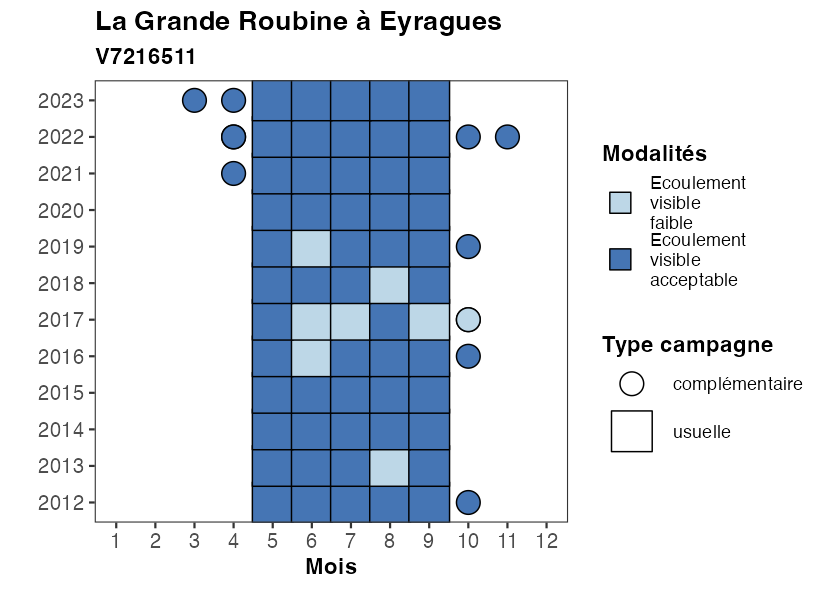 La Grande Roubine à Eyragues
V7216511
2023
2022
2021
2020
2019
2018
2017
2016
2015
2014
2013
2012
1 2 3 4 5 6 7 8 9 10 11 12
Mois
Modalités
Ecoulement
visible
faible
Ecoulement
visible
acceptable
Type campagne
complémentaire
usuelle